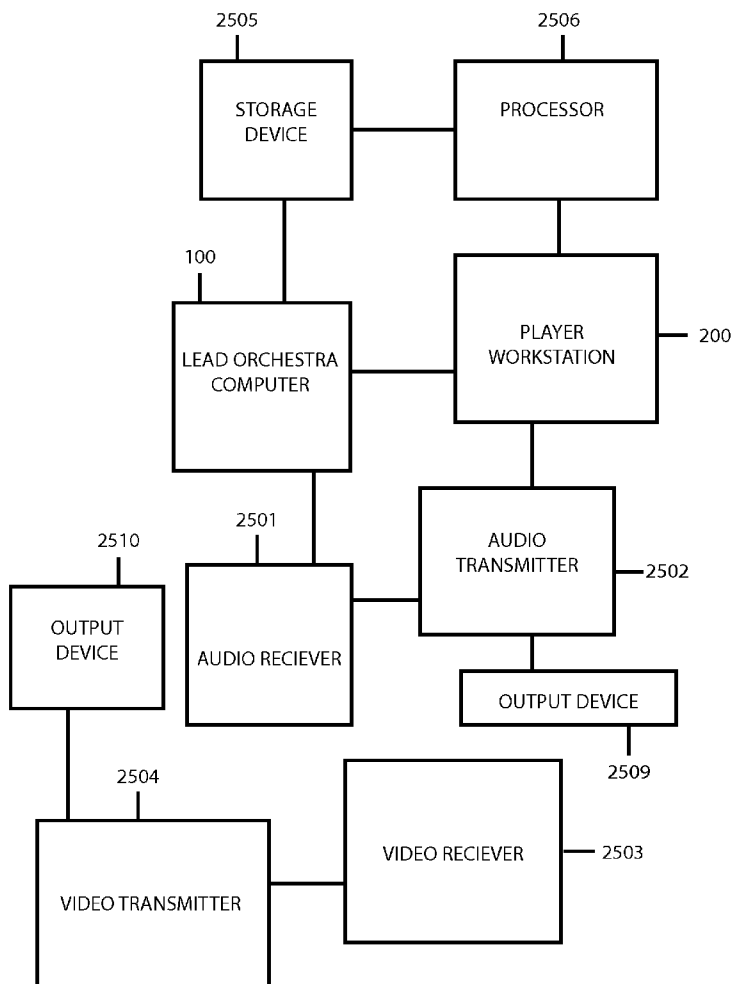 2505
2506
STORAGE
DEVICE
PROCESSOR
100
LEAD ORCHESTRA
COMPUTER
PLAYER
WORKSTATION
200
2501
AUDIO
TRANSMITTER
2502
2510
OUTPUT
DEVICE
AUDIO RECIEVER
OUTPUT DEVICE
2509
2504
VIDEO RECIEVER
2503
VIDEO TRANSMITTER